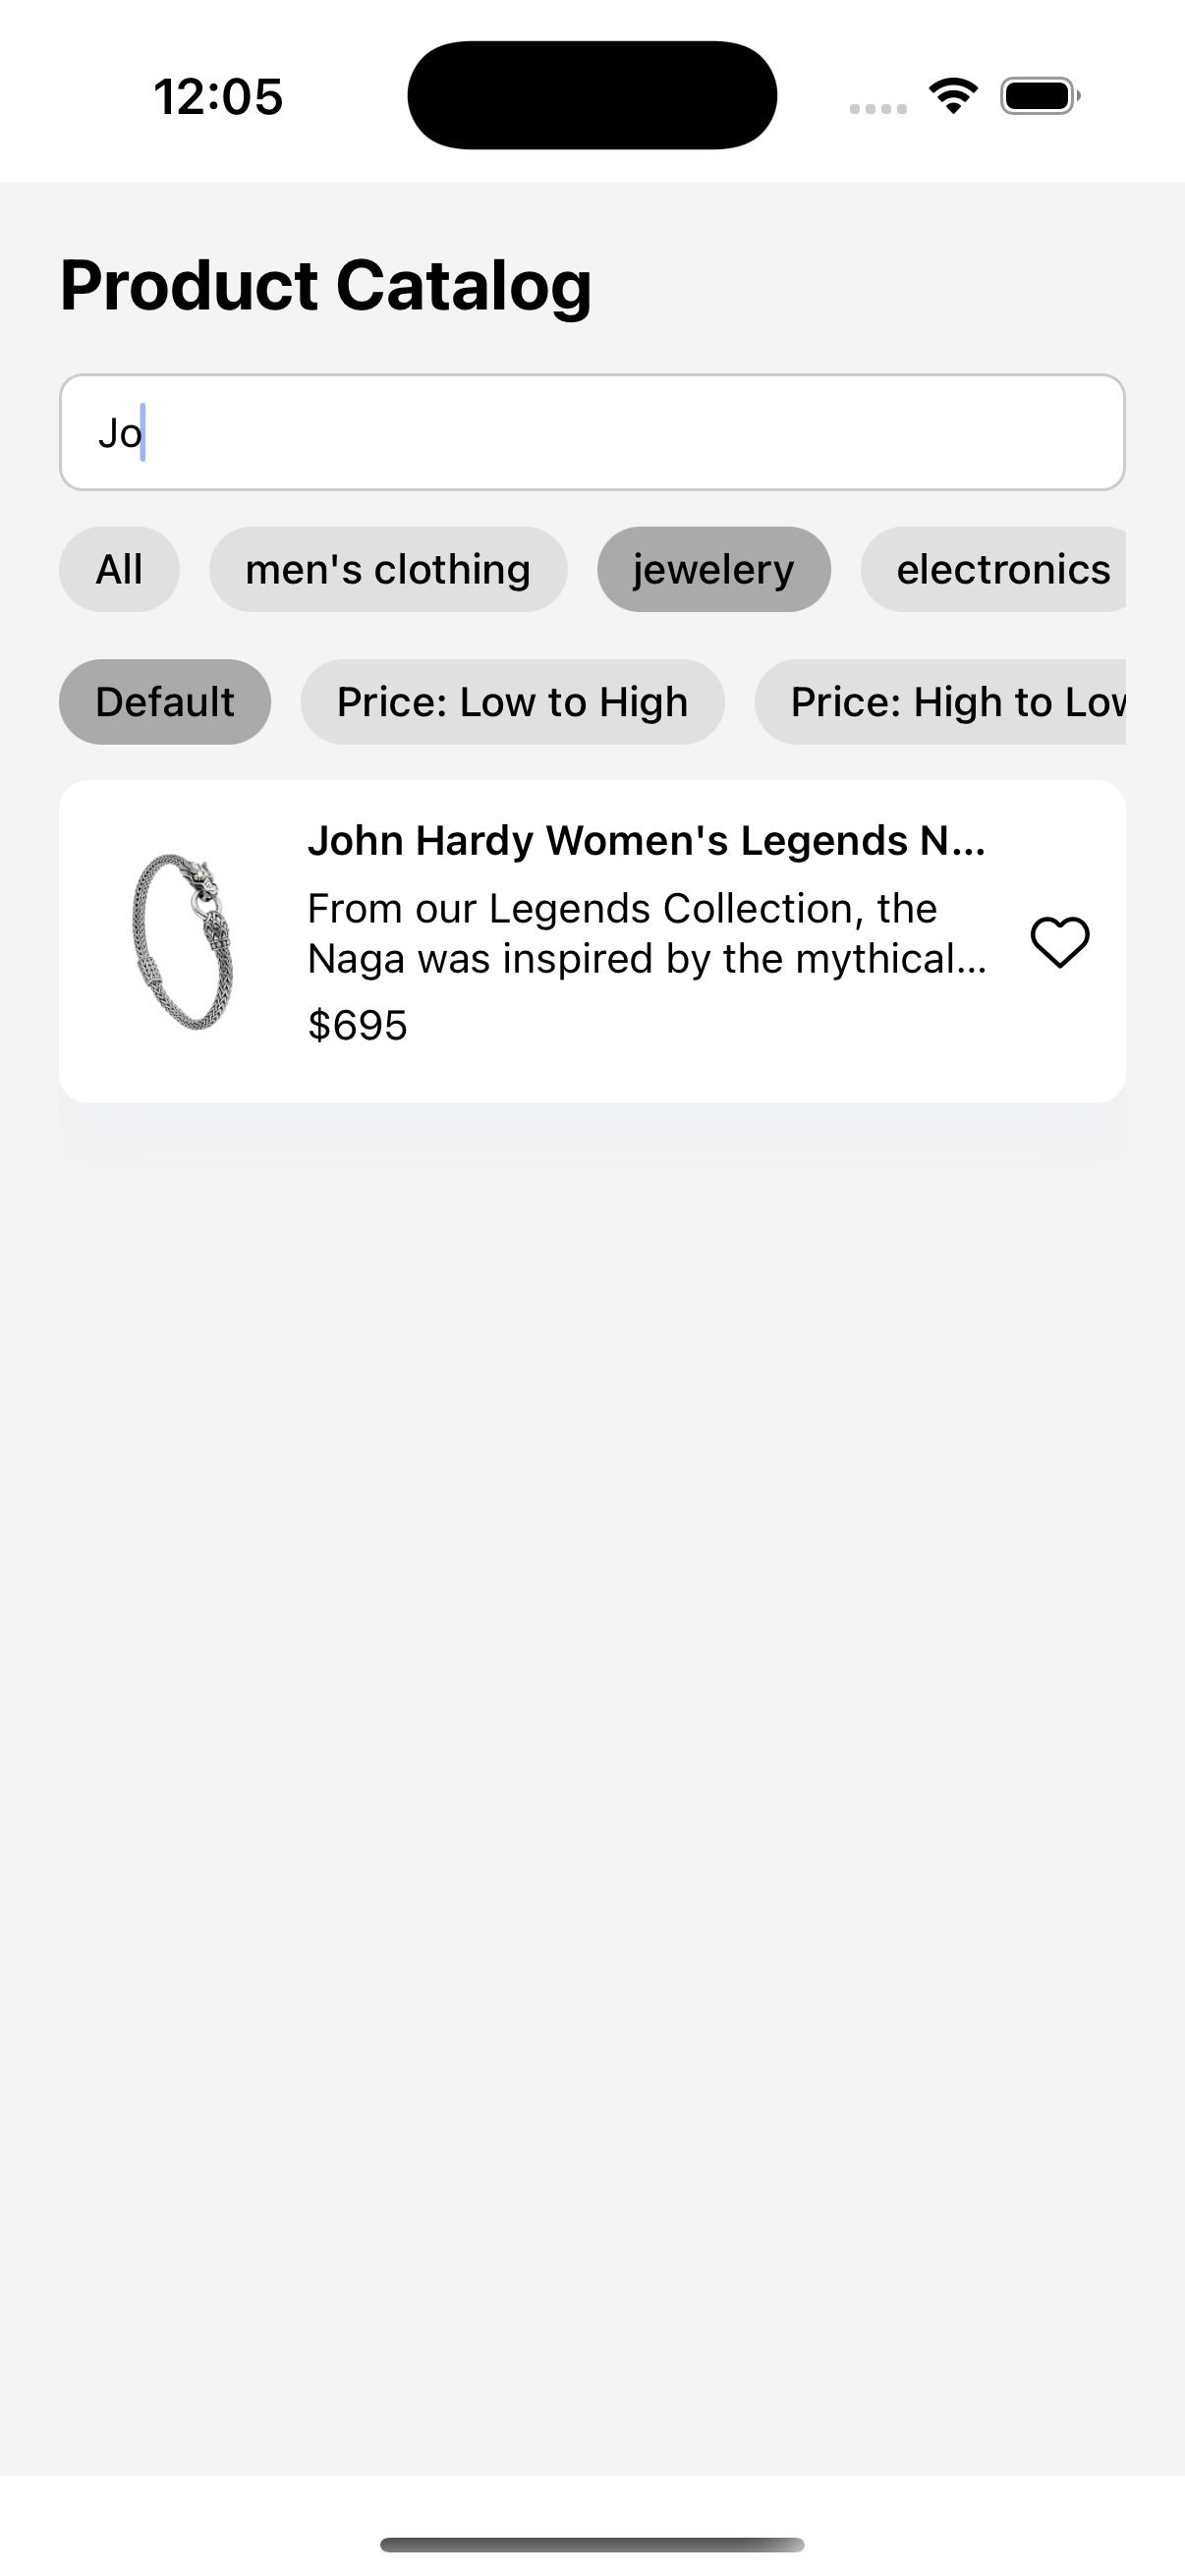 12:05
Product Catalog
Jo
All men's clothing jewelery electronics
Default Price: Low to High Price: High to Low
John Hardy Women's Legends N...
From our Legends Collection, the
Naga was inspired by the mythical...
$695